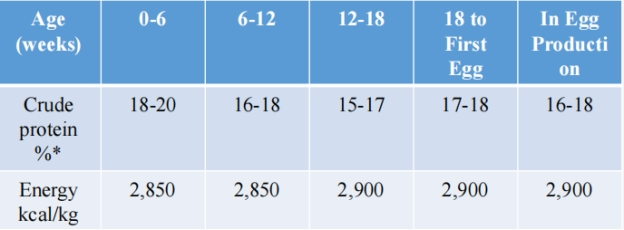 Age (weeks) 0-6 6-12 12-18 18 to First Egg In Egg Producti on
Crude protein %* 18-20 16-18 15-17 17-18 16-18
Energy kcal/kg 2,850 2,850 2,900 2,900 2,900